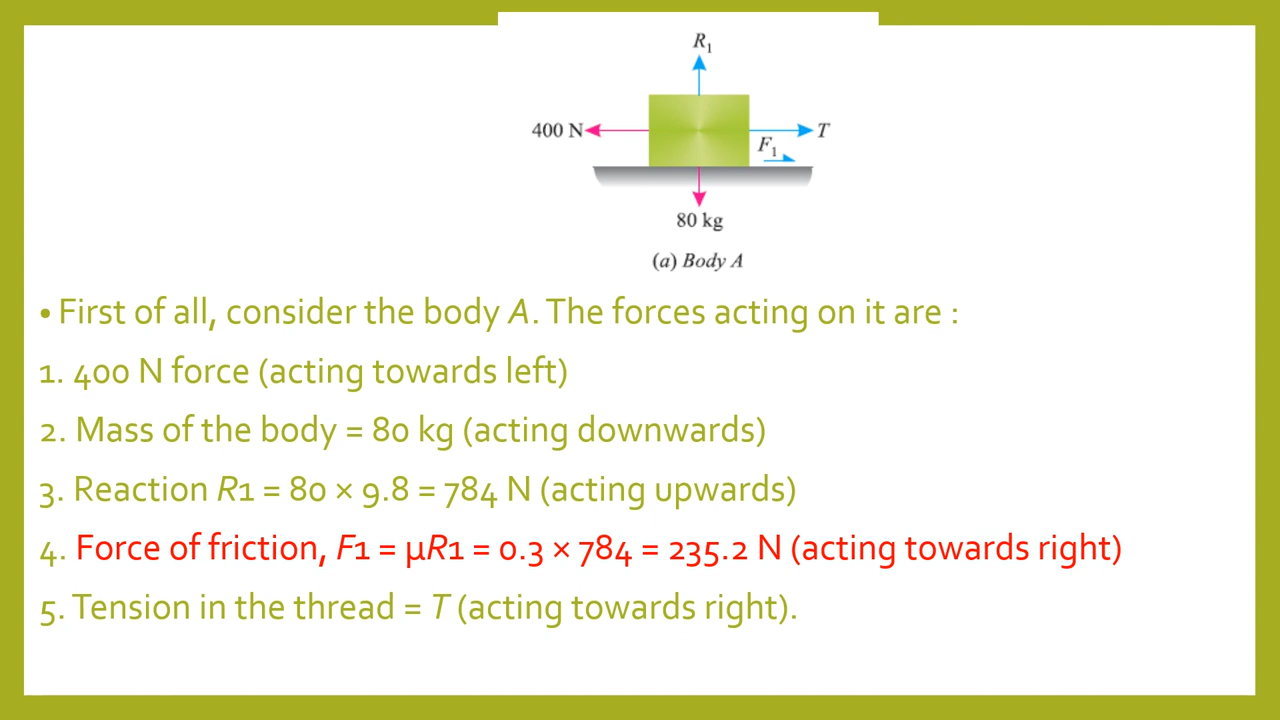 R₁
400 N
T
F₁
80 kg
(a) Body A
• First of all, consider the body A. The forces acting on it are :
1. 400 N force (acting towards left)
2. Mass of the body = 80 kg (acting downwards)
3. Reaction R1 = 80 × 9.8 = 784 N (acting upwards)
4. Force of friction, F1 = μR1 = 0.3 × 784 = 235.2 N (acting towards right)
5. Tension in the thread = T (acting towards right).